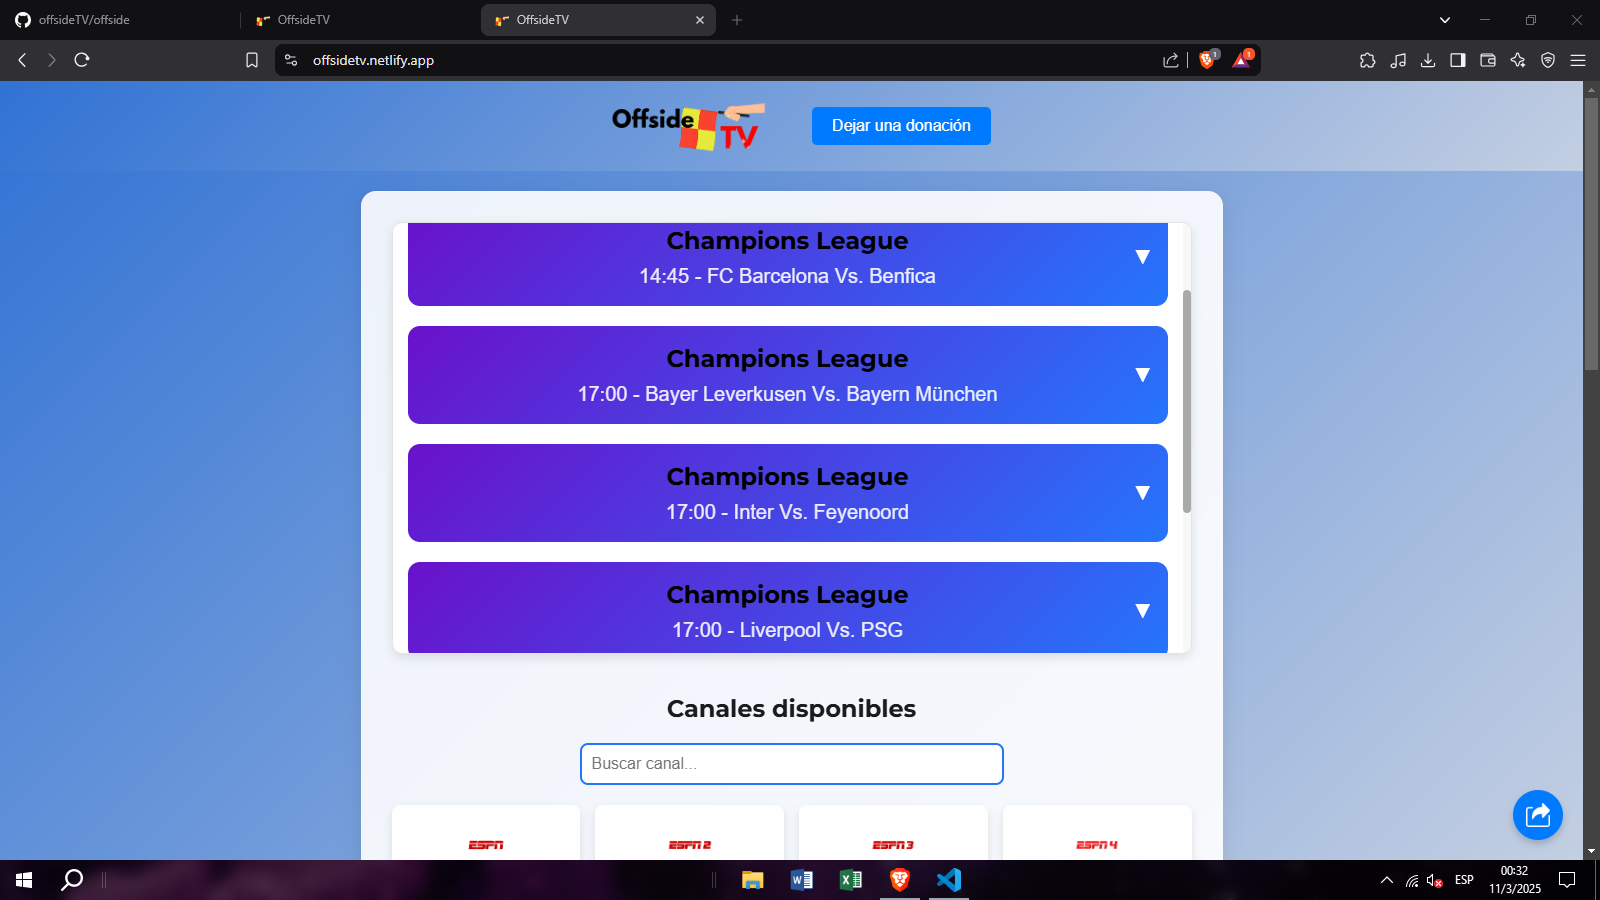 offsideTV/offside
OffsideTV
OffsideTV
offsidetv.netlify.app
1
1
Offside
TV
Dejar una donación
Champions League
14:45 - FC Barcelona Vs. Benfica
▼
Champions League
17:00 - Bayer Leverkusen Vs. Bayern München
▼
Champions League
17:00 - Inter Vs. Feyenoord
▼
Champions League
17:00 - Liverpool Vs. PSG
▼
Canales disponibles
Buscar canal...
ESPN
ESPN 2
ESPN 3
ESPN 4
ESP
00:32
11/3/2025